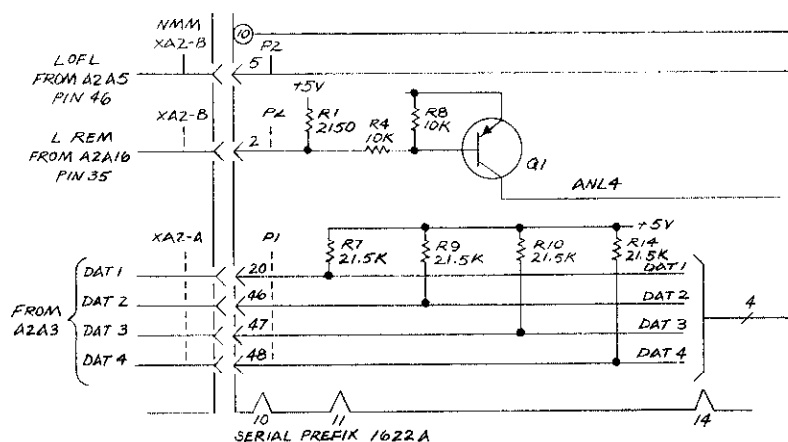 NMM
XA2-B
10
P2
LOFL
FROM A2A5
PIN 46
5
+5V
XA2-B
P2
R1
2150
R8
10K
R4
10K
L REM
FROM A2A16
PIN 35
2
Q1
ANL4
XA2-A
P1
+5V
R7
21.5K
R9
21.5K
R10
21.5K
R14
21.5K
FROM
A2A3
DAT 1
20
DAT 1
DAT 2
46
DAT 2
DAT 3
47
DAT 3
DAT 4
48
DAT 4
4
10
11
14
SERIAL PREFIX 1622A